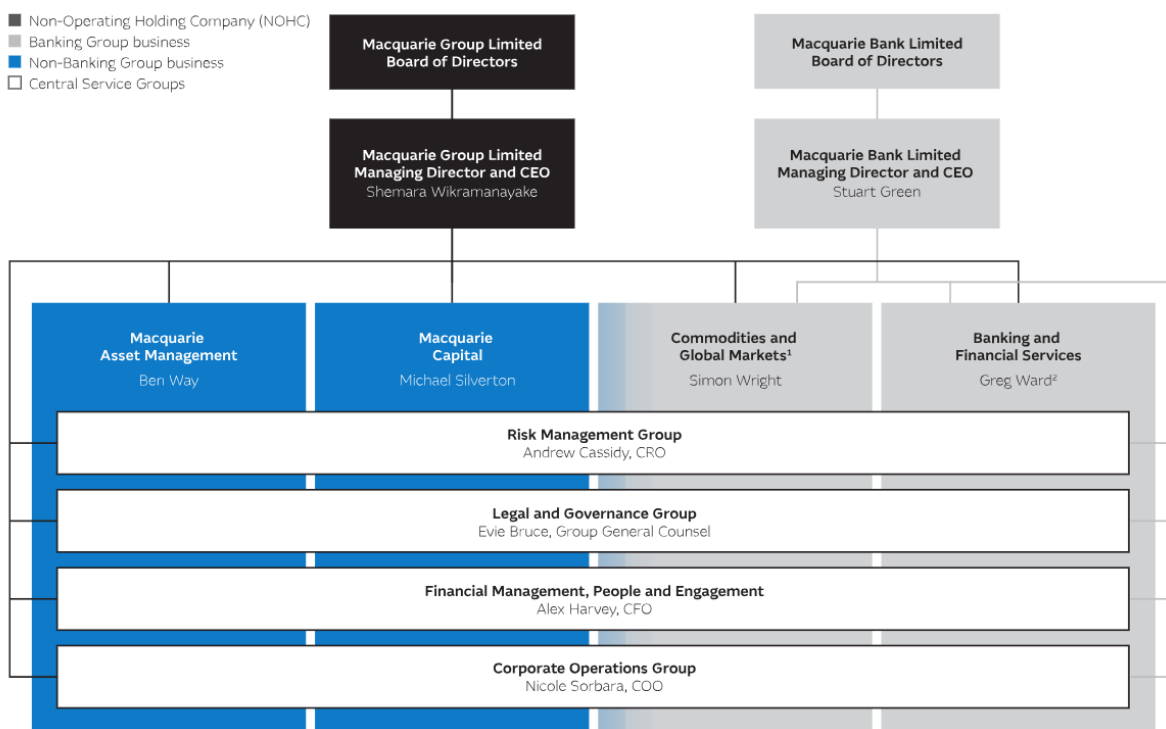 Non-Operating Holding Company (NOHC)
Banking Group business
Non-Banking Group business
Central Service Groups
Macquarie Group Limited
Board of Directors
Macquarie Bank Limited
Board of Directors
Macquarie Group Limited
Managing Director and CEO
Shemara Wikramanayake
Macquarie Bank Limited
Managing Director and CEO
Stuart Green
Macquarie
Asset Management
Ben Way
Macquarie
Capital
Michael Silverton
Commodities and
Global Markets¹
Simon Wright
Banking and
Financial Services
Greg Ward²
Risk Management Group
Andrew Cassidy, CRO
Legal and Governance Group
Evie Bruce, Group General Counsel
Financial Management, People and Engagement
Alex Harvey, CFO
Corporate Operations Group
Nicole Sorbara, COO